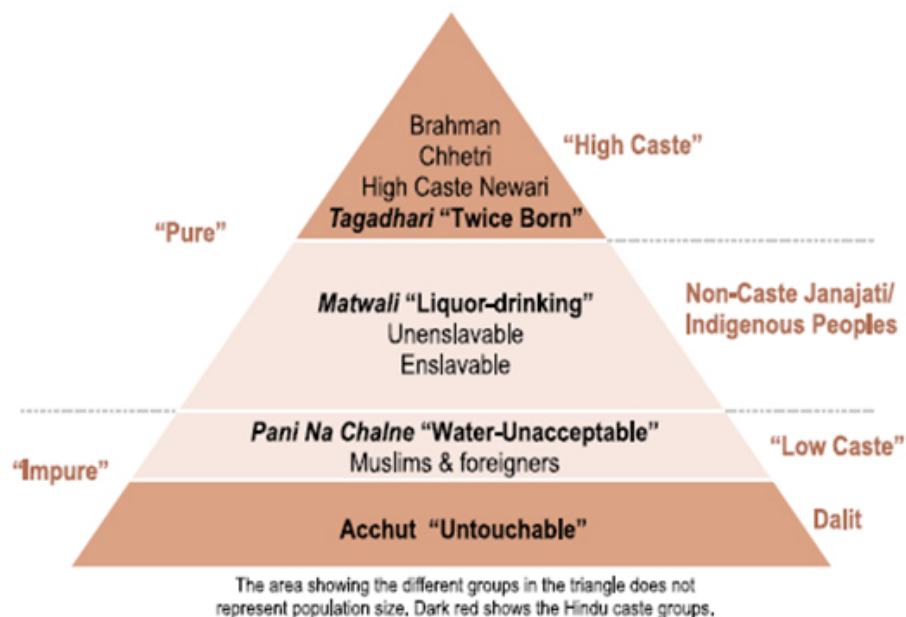 Brahman
Chhetri
High Caste Newari
Tagadhari “Twice Born”
“High Caste”
“Pure”
Matwali “Liquor-drinking”
Unenslavable
Enslavable
Non-Caste Janajati/
Indigenous Peoples
Pani Na Chalne “Water-Unacceptable”
Muslims & foreigners
“Low Caste”
“Impure”
Acchut “Untouchable”
Dalit
The area showing the different groups in the triangle does not
represent population size. Dark red shows the Hindu caste groups.